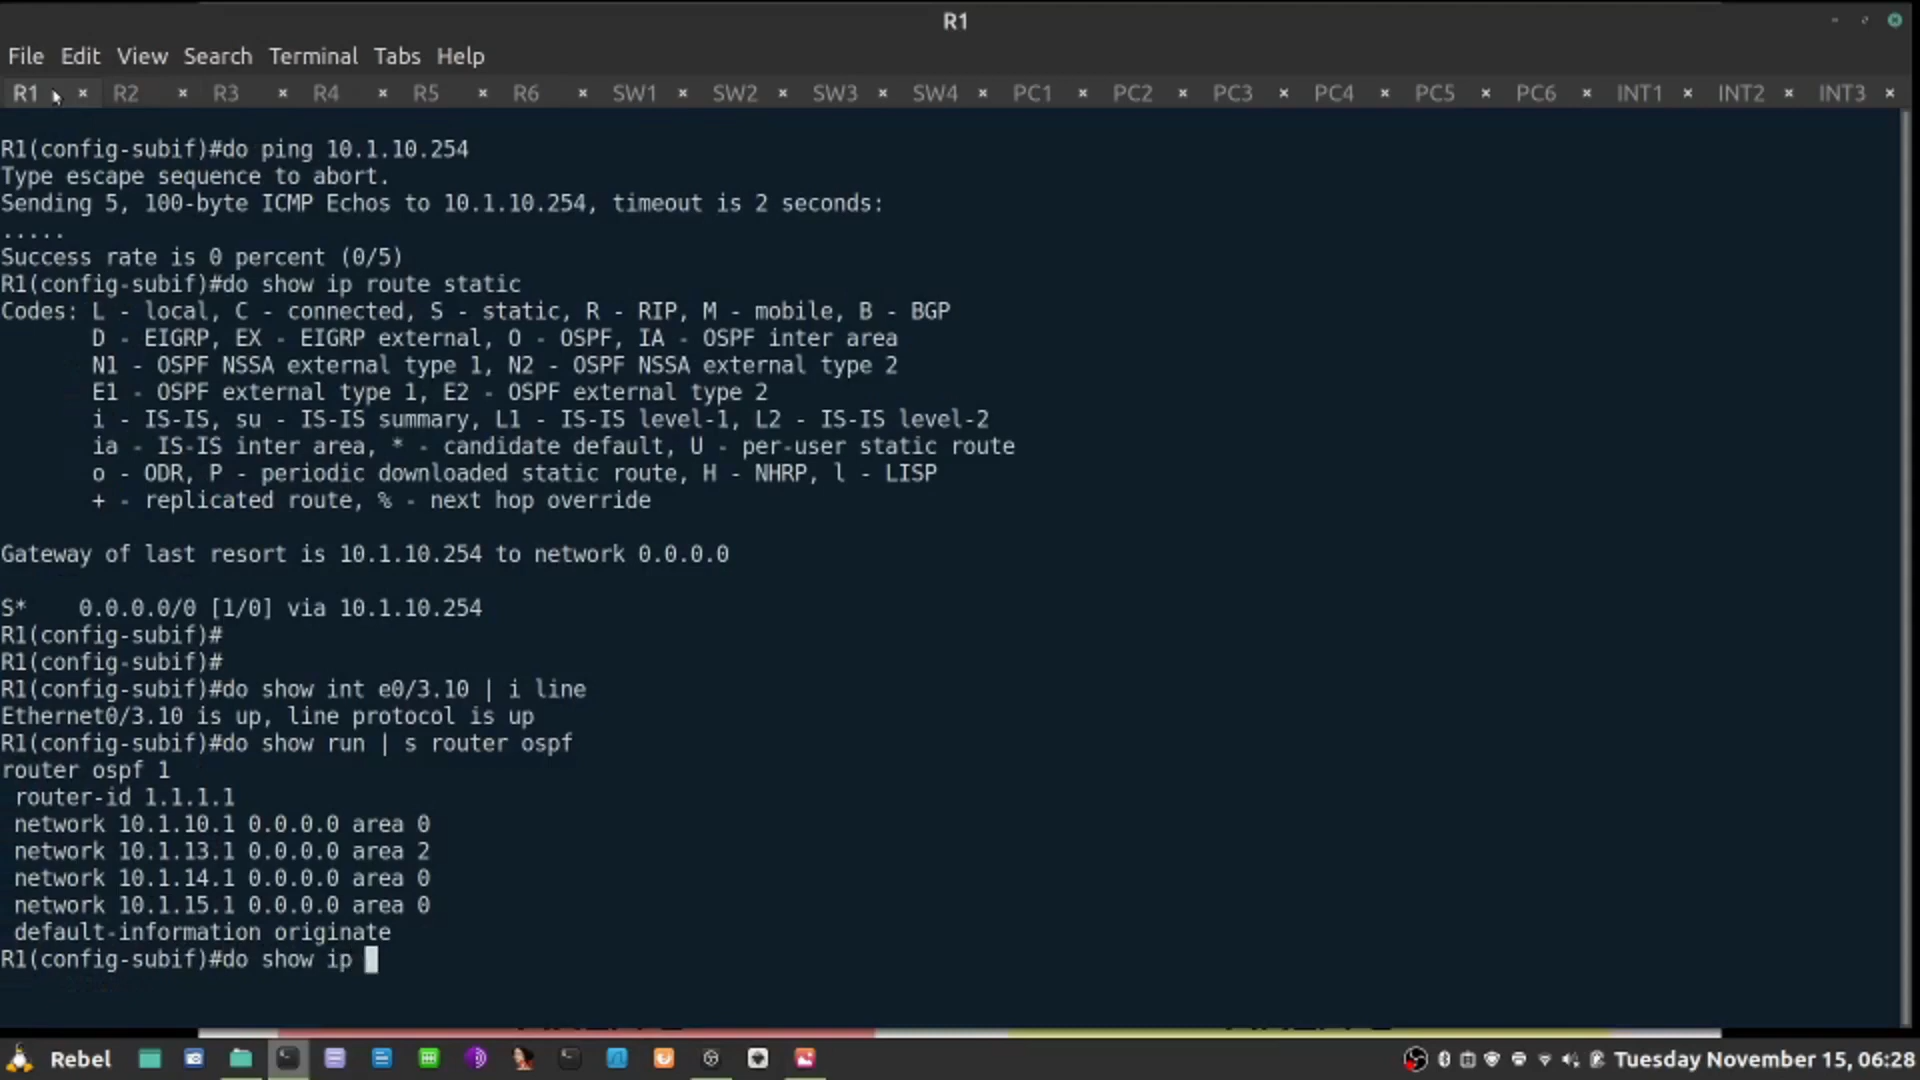 R1
File Edit View Search Terminal Tabs Help
R1 × R2 × R3 × R4 × R5 × R6 × SW1 × SW2 × SW3 × SW4 × PC1 × PC2 × PC3 × PC4 × PC5 × PC6 × INT1 × INT2 × INT3 ×
R1(config-subif)#do ping 10.1.10.254
Type escape sequence to abort.
Sending 5, 100-byte ICMP Echos to 10.1.10.254, timeout is 2 seconds:
.....
Success rate is 0 percent (0/5)
R1(config-subif)#do show ip route static
Codes: L - local, C - connected, S - static, R - RIP, M - mobile, B - BGP
       D - EIGRP, EX - EIGRP external, O - OSPF, IA - OSPF inter area
       N1 - OSPF NSSA external type 1, N2 - OSPF NSSA external type 2
       E1 - OSPF external type 1, E2 - OSPF external type 2
       i - IS-IS, su - IS-IS summary, L1 - IS-IS level-1, L2 - IS-IS level-2
       ia - IS-IS inter area, * - candidate default, U - per-user static route
       o - ODR, P - periodic downloaded static route, H - NHRP, l - LISP
       + - replicated route, % - next hop override
Gateway of last resort is 10.1.10.254 to network 0.0.0.0
S*    0.0.0.0/0 [1/0] via 10.1.10.254
R1(config-subif)#
R1(config-subif)#
R1(config-subif)#do show int e0/3.10 | i line
Ethernet0/3.10 is up, line protocol is up
R1(config-subif)#do show run | s router ospf
router ospf 1
 router-id 1.1.1.1
 network 10.1.10.1 0.0.0.0 area 0
 network 10.1.13.1 0.0.0.0 area 2
 network 10.1.14.1 0.0.0.0 area 0
 network 10.1.15.1 0.0.0.0 area 0
 default-information originate
R1(config-subif)#do show ip
Rebel
Tuesday November 15, 06:28